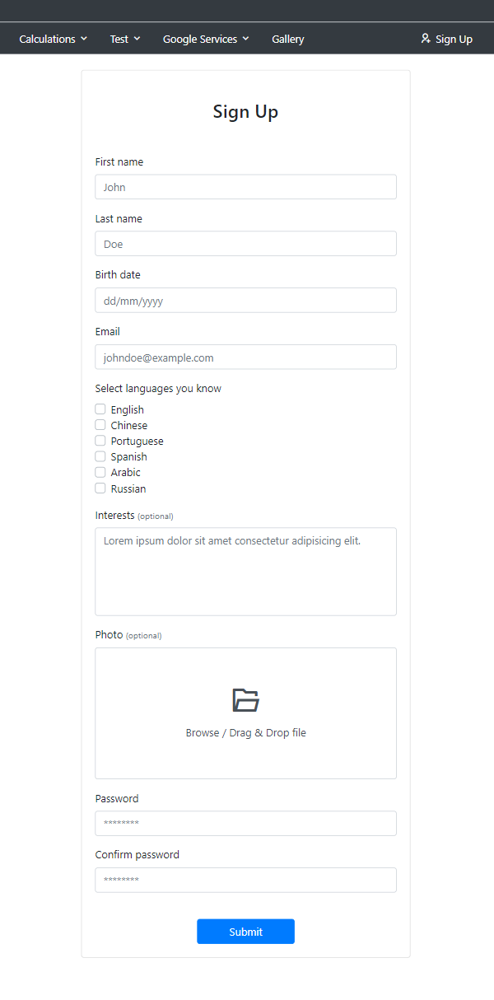 Calculations Test Google Services Gallery Sign Up
Sign Up
First name
John
Last name
Doe
Birth date
dd/mm/yyyy
Email
johndoe@example.com
Select languages you know
English
Chinese
Portuguese
Spanish
Arabic
Russian
Interests (optional)
Lorem ipsum dolor sit amet consectetur adipisicing elit.
Photo (optional)
Browse / Drag & Drop file
Password
********
Confirm password
********
Submit